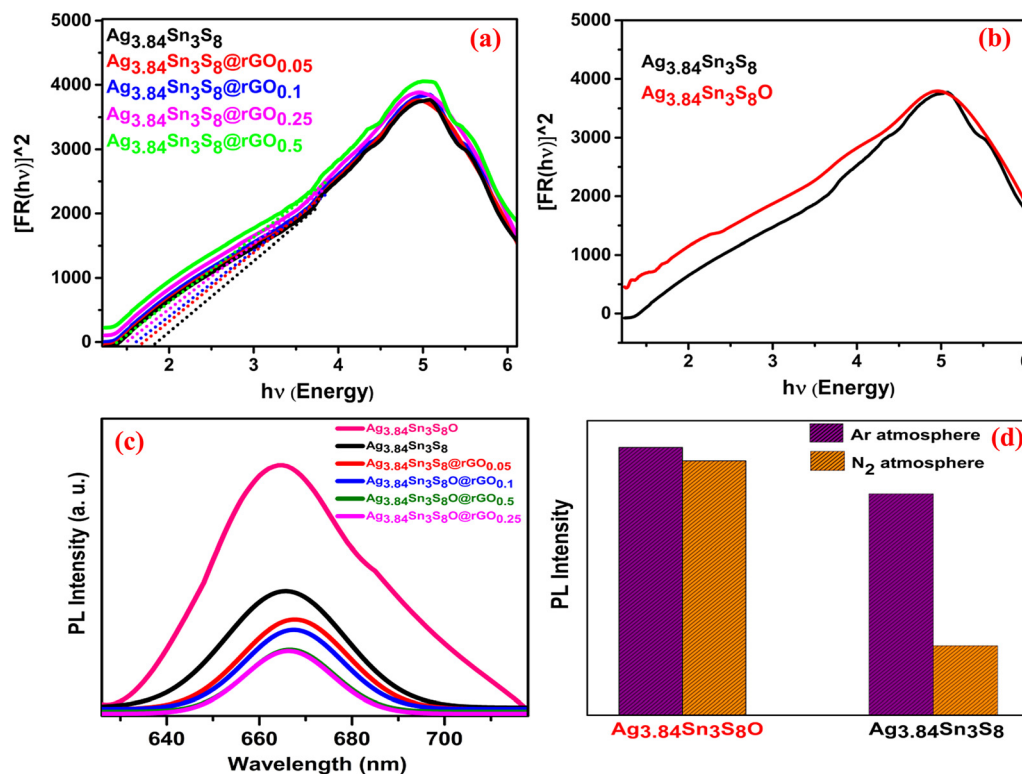 (a)
Ag3.84Sn3S8
Ag3.84Sn3S8@rGO0.05
Ag3.84Sn3S8@rGO0.1
Ag3.84Sn3S8@rGO0.25
Ag3.84Sn3S8@rGO0.5
5000
4000
3000
2000
1000
0
[FR(hν)]^2
2 3 4 5 6
hν (Energy)
(b)
Ag3.84Sn3S8
Ag3.84Sn3S8O
5000
4000
3000
2000
1000
0
[FR(hν)]^2
2 3 4 5 6
hν (Energy)
(c)
Ag3.84Sn3S8O
Ag3.84Sn3S8
Ag3.84Sn3S8@rGO0.05
Ag3.84Sn3S8O@rGO0.1
Ag3.84Sn3S8O@rGO0.5
Ag3.84Sn3S8O@rGO0.25
PL Intensity (a. u.)
640 660 680 700
Wavelength (nm)
(d)
Ar atmosphere
N2 atmosphere
PL Intensity
Ag3.84Sn3S8O Ag3.84Sn3S8